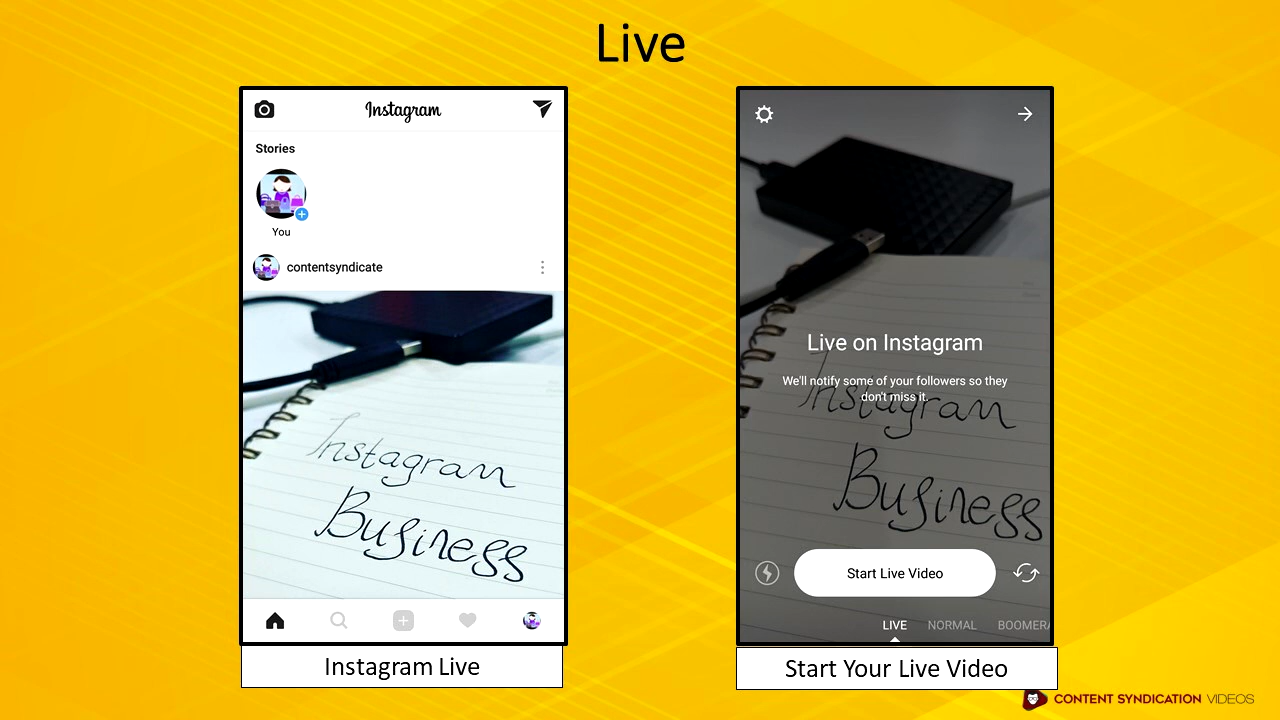 Live
Instagram
Stories
You
contentsyndicate
Instagram
Business
Instagram Live
Live on Instagram
We'll notify some of your followers so they
don't miss it.
Instagram
Business
Start Live Video
LIVE NORMAL BOOMERA
Start Your Live Video
CONTENT SYNDICATION VIDEOS